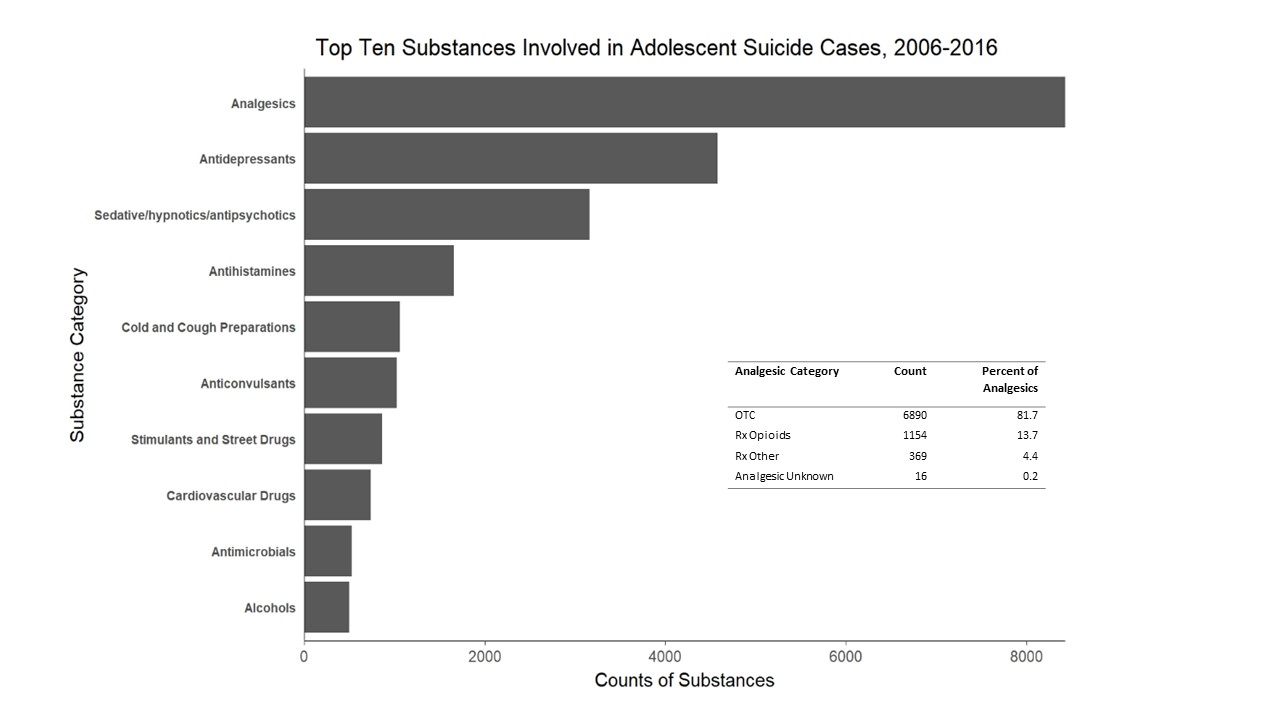 Top Ten Substances Involved in Adolescent Suicide Cases, 2006-2016
Substance Category
Analgesics
Antidepressants
Sedative/hypnotics/antipsychotics
Antihistamines
Cold and Cough Preparations
Anticonvulsants
Stimulants and Street Drugs
Cardiovascular Drugs
Antimicrobials
Alcohols
Analgesic Category Count Percent of
Analgesics
OTC 6890 81.7
Rx Opioids 1154 13.7
Rx Other 369 4.4
Analgesic Unknown 16 0.2
0 2000 4000 6000 8000
Counts of Substances